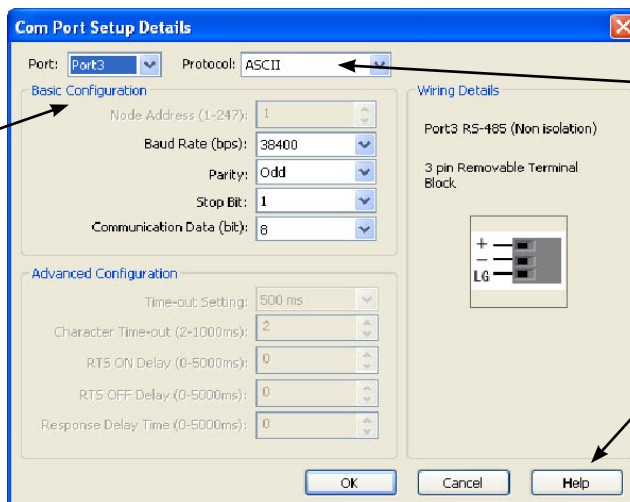 Com Port Setup Details
Port: Port3 Protocol: ASCII
Basic Configuration
Node Address (1-247): 1
Baud Rate (bps): 38400
Parity: Odd
Stop Bit: 1
Communication Data (bit): 8
Advanced Configuration
Time-out Setting: 500 ms
Character Time-out (2-1000ms): 2
RTS ON Delay (0-5000ms): 0
RTS OFF Delay (0-5000ms): 0
Response Delay Time (0-5000ms): 0
Wiring Details
Port3 RS-485 (Non isolation)
3 pin Removable Terminal
Block
+
−
LG
OK Cancel Help